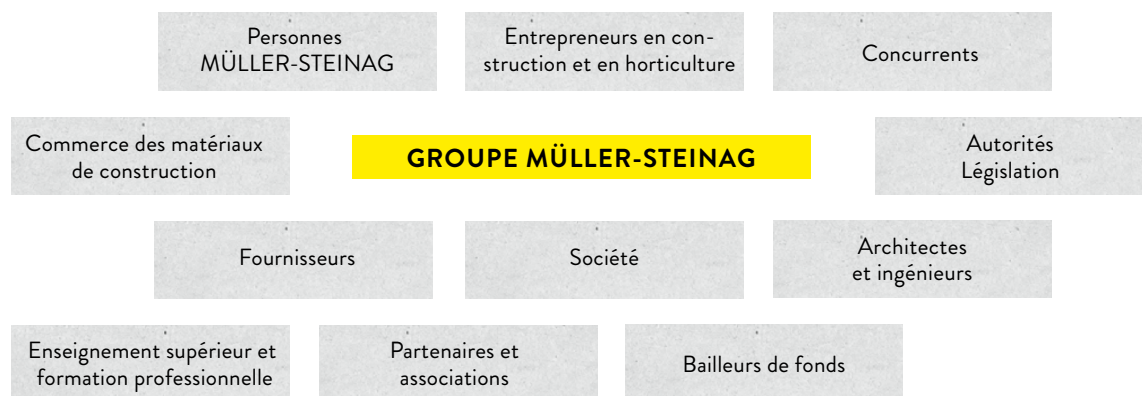 Personnes
MÜLLER-STEINAG
Entrepreneurs en con-
struction et en horticulture
Concurrents
Commerce des matériaux
de construction
GROUPE MÜLLER-STEINAG
Autorités
Législation
Fournisseurs
Société
Architectes
et ingénieurs
Enseignement supérieur et
formation professionnelle
Partenaires et
associations
Bailleurs de fonds